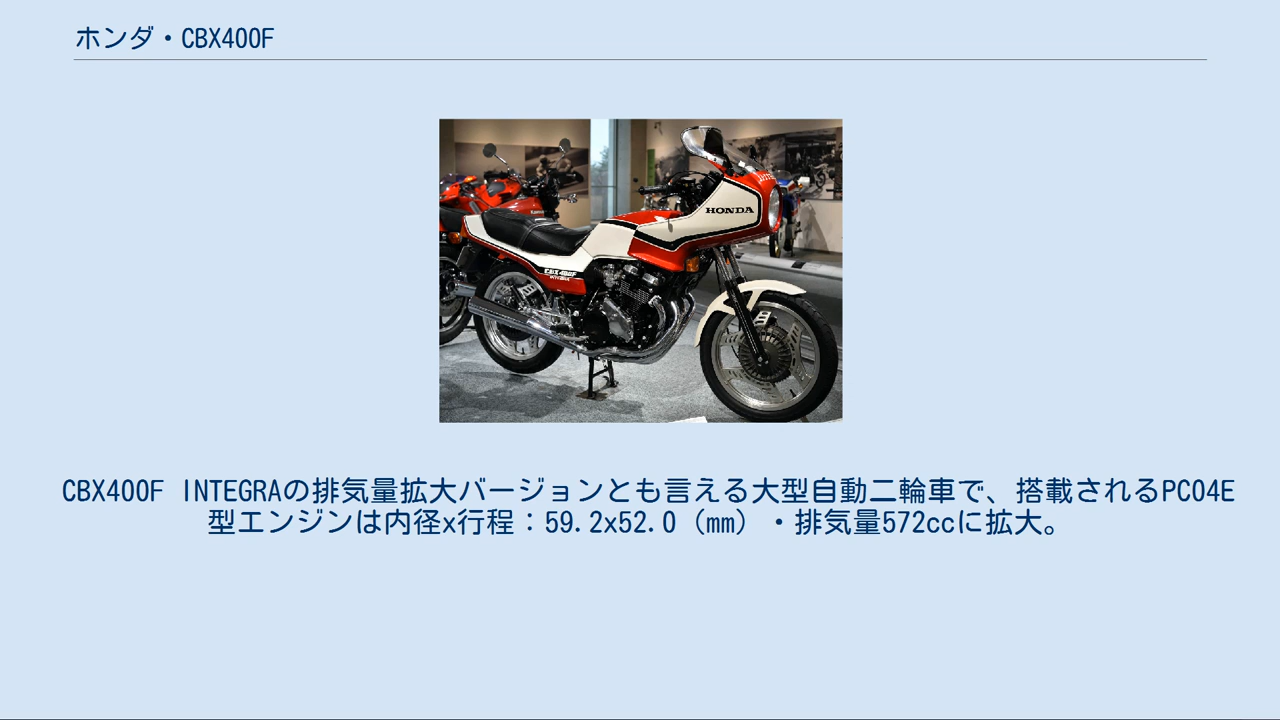 ホンダ・CBX400F
HONDA
CBX400F
CBX400F INTEGRAの排気量拡大バージョンとも言える大型自動二輪車で、搭載されるPC04E
型エンジンは内径x行程：59.2x52.0（mm）・排気量572ccに拡大。